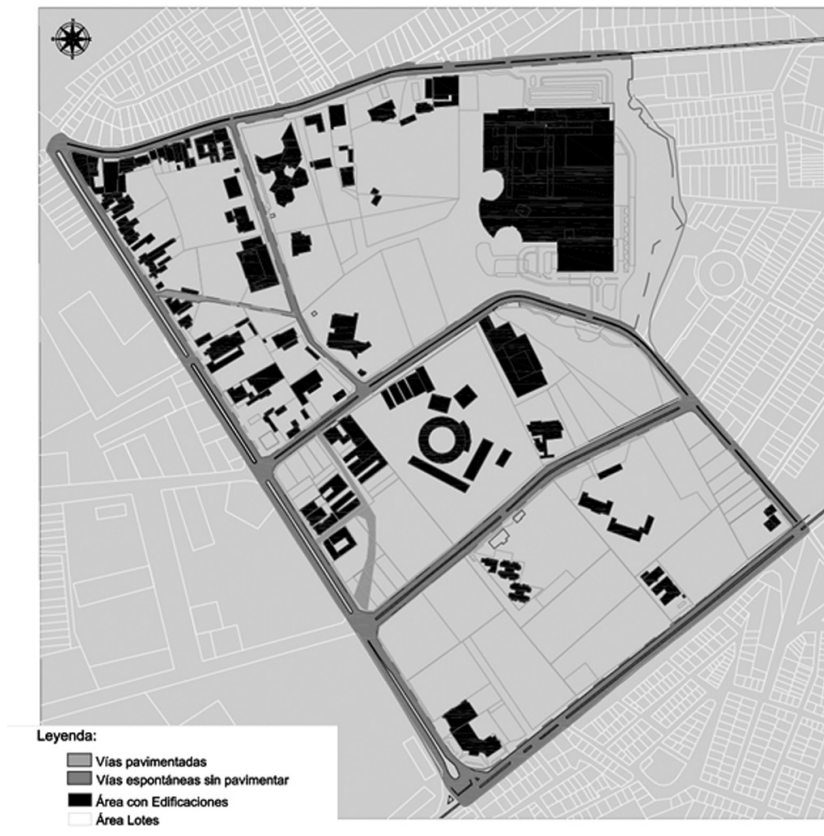 Leyenda:
Vías pavimentadas
Vías espontáneas sin pavimentar
Área con Edificaciones
Área Lotes